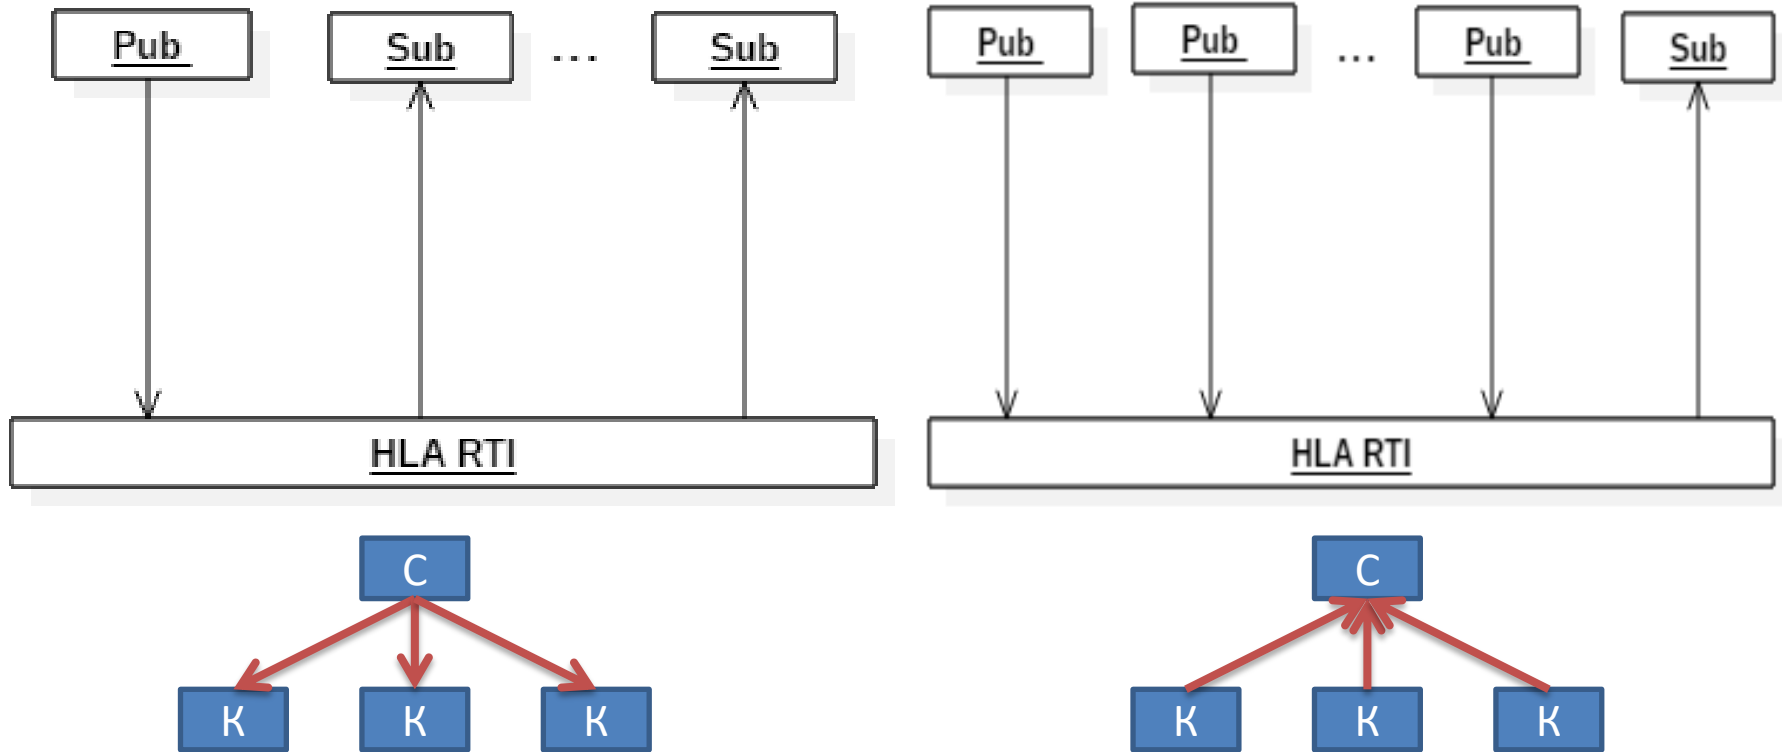 Pub
Sub
...
Sub
HLA RTI
Pub
Pub
...
Pub
Sub
HLA RTI
С
К
К
К
С
К
К
К